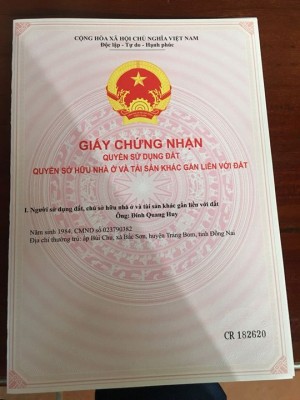 CỘNG HÒA XÃ HỘI CHỦ NGHĨA VIỆT NAM
Độc lập - Tự do - Hạnh phúc
GIẤY CHỨNG NHẬN
QUYỀN SỬ DỤNG ĐẤT
QUYỀN SỞ HỮU NHÀ Ở VÀ TÀI SẢN KHÁC GẮN LIỀN VỚI ĐẤT
I. Người sử dụng đất, chủ sở hữu nhà ở và tài sản khác gắn liền với đất
Ông: Đinh Quang Huy
Năm sinh 1984, CMND số 023790382
Địa chỉ thường trú: ấp Bùi Chu, xã Bắc Sơn, huyện Trảng Bom, tỉnh Đồng Nai
CR 182620